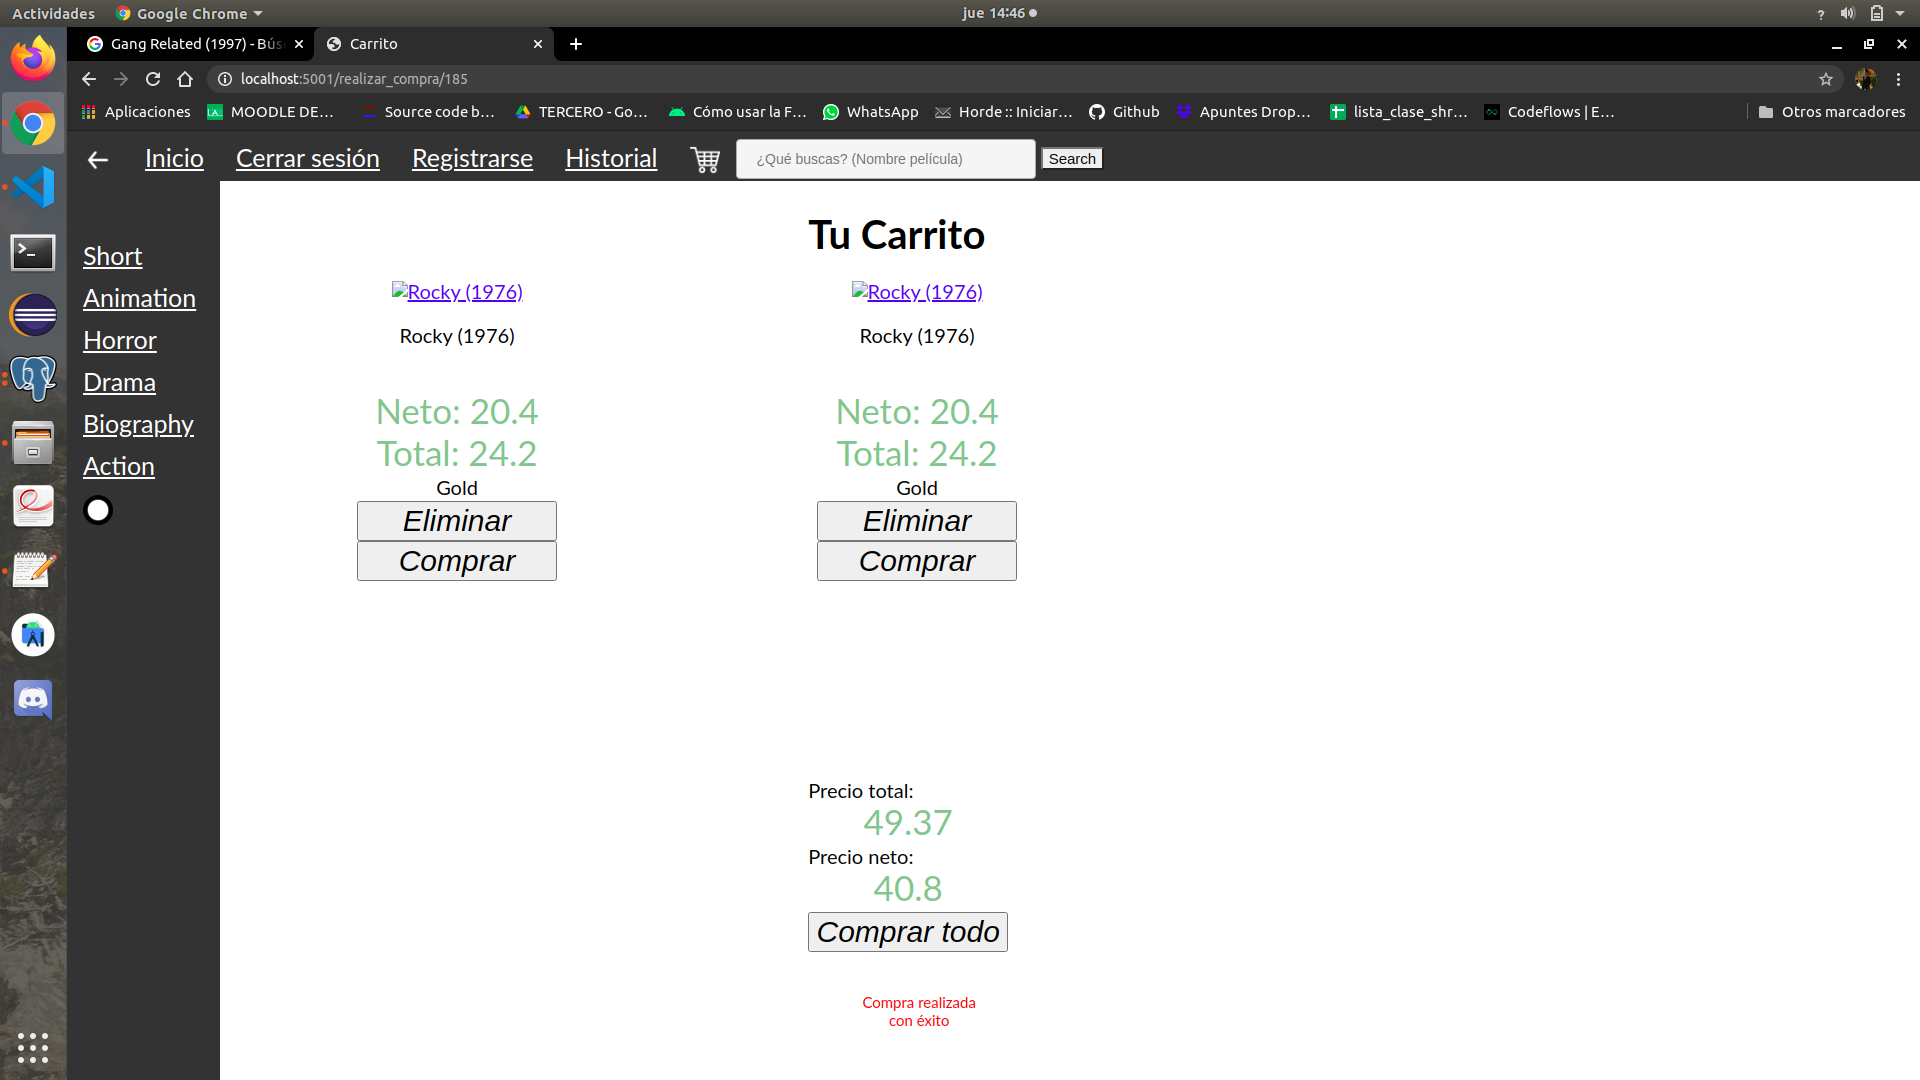 Actividades
Google Chrome
jue 14:46
?
Gang Related (1997) - Bús
Carrito
localhost:5001/realizar_compra/185
Aplicaciones
MOODLE DE…
Source code b…
TERCERO - Go…
Cómo usar la F…
WhatsApp
Horde :: Iniciar…
Github
Apuntes Drop…
lista_clase_shr…
Codeflows | E…
Otros marcadores
Inicio
Cerrar sesión
Registrarse
Historial
¿Qué buscas? (Nombre película)
Search
Short
Animation
Horror
Drama
Biography
Action
Tu Carrito
Rocky (1976)
Rocky (1976)
Neto: 20.4
Total: 24.2
Gold
Eliminar
Comprar
Rocky (1976)
Rocky (1976)
Neto: 20.4
Total: 24.2
Gold
Eliminar
Comprar
Precio total:
49.37
Precio neto:
40.8
Comprar todo
Compra realizada
con éxito